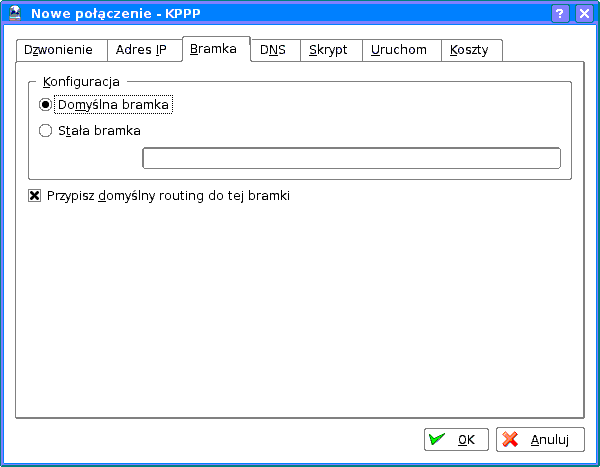 Nowe połączenie - KPPP
Dzwonienie Adres IP Bramka DNS Skrypt Uruchom Koszty
Konfiguracja
Domyślna bramka
Stała bramka
Przypisz domyślny routing do tej bramki
OK Anuluj